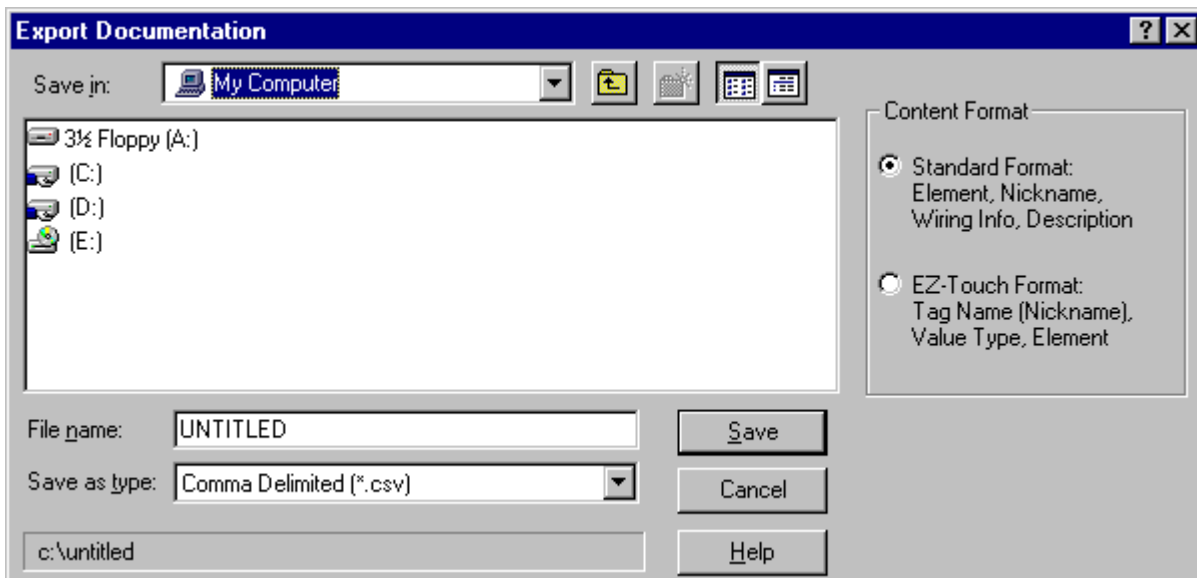 Export Documentation
Save in:
My Computer
3½ Floppy (A:)
(C:)
(D:)
(E:)
Content Format
Standard Format:
Element, Nickname,
Wiring Info, Description
EZ-Touch Format:
Tag Name (Nickname),
Value Type, Element
File name:
UNTITLED
Save
Save as type:
Comma Delimited (*.csv)
Cancel
c:\untitled
Help